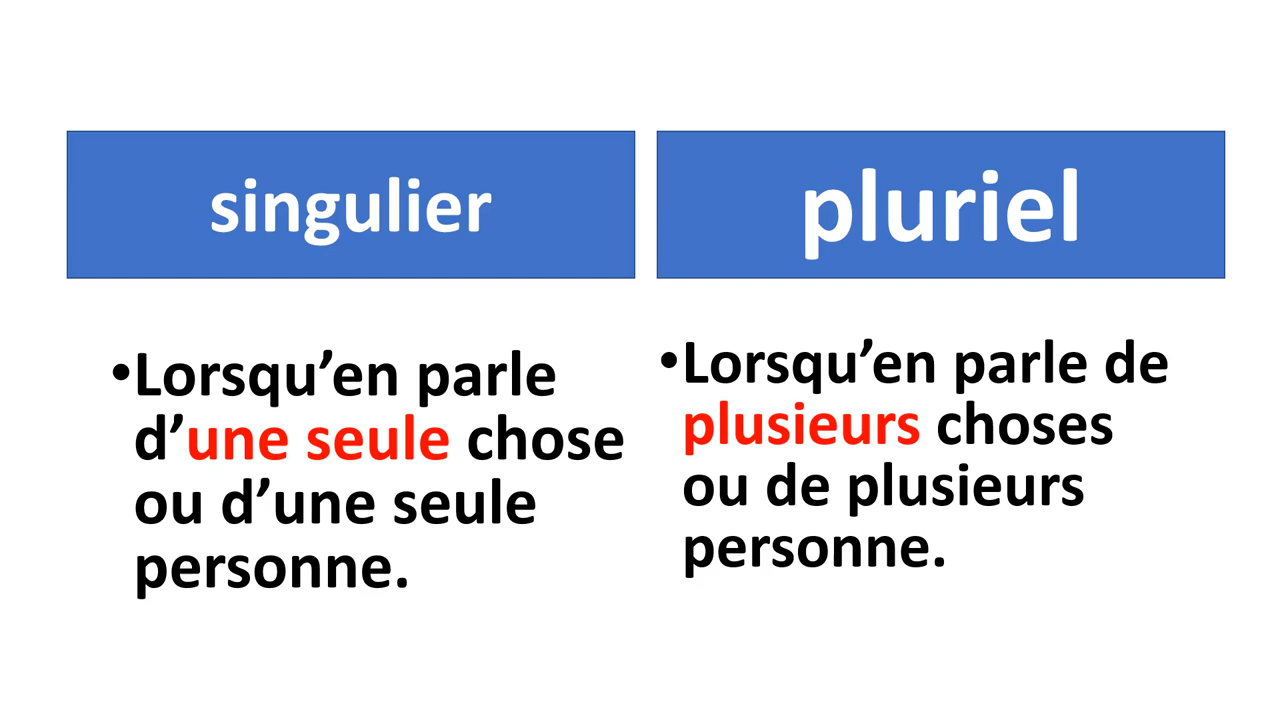 singulier
pluriel
•Lorsqu’en parle
d’une seule chose
ou d’une seule
personne.
•Lorsqu’en parle de
plusieurs choses
ou de plusieurs
personne.